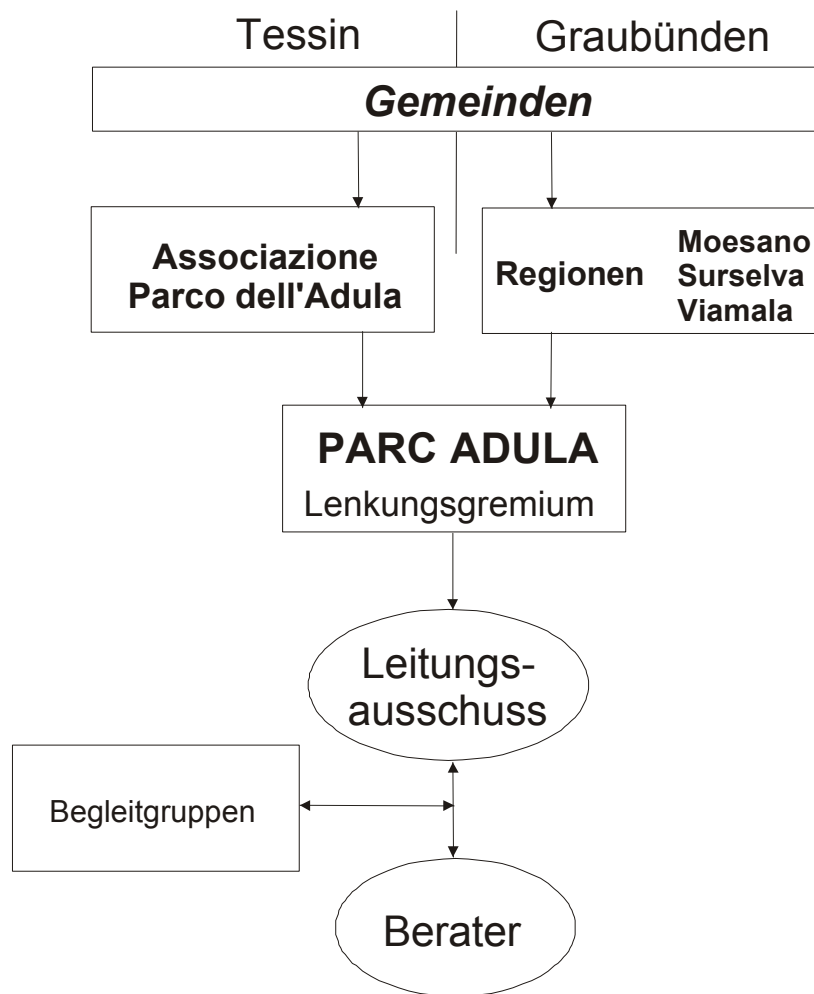 Tessin Graubünden
Gemeinden
Associazione
Parco dell'Adula
Regionen
Moesano
Surselva
Viamala
PARC ADULA
Lenkungsgremium
Leitungs-
ausschuss
Begleitgruppen
Berater